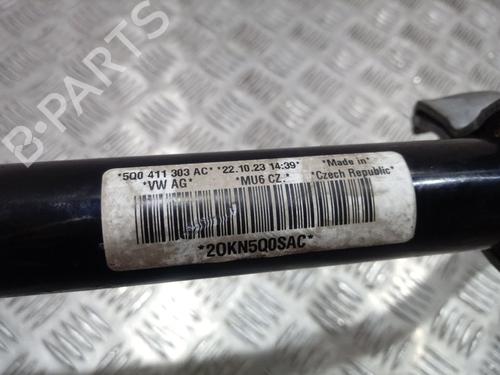 B-PARTS
*5Q0 411 303 AC* *22.10.23 14:39* *Made in*
*VW AG* *MU6 CZ.* *Czech Republic*
*20KN5Q0SAC*